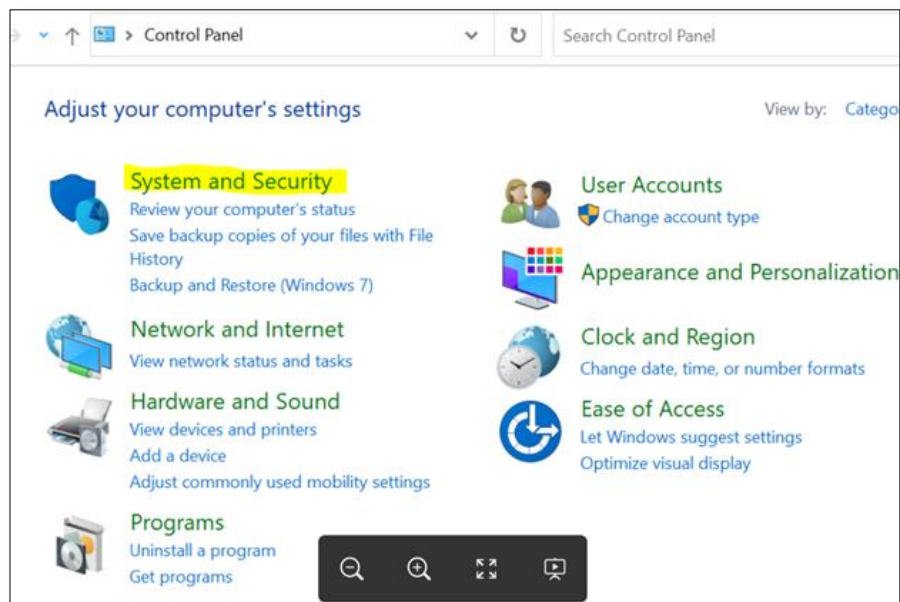 Control Panel
Search Control Panel
Adjust your computer's settings
View by: Catego
System and Security
Review your computer's status
Save backup copies of your files with File
History
Backup and Restore (Windows 7)
Network and Internet
View network status and tasks
Hardware and Sound
View devices and printers
Add a device
Adjust commonly used mobility settings
Programs
Uninstall a program
Get programs
User Accounts
Change account type
Appearance and Personalization
Clock and Region
Change date, time, or number formats
Ease of Access
Let Windows suggest settings
Optimize visual display